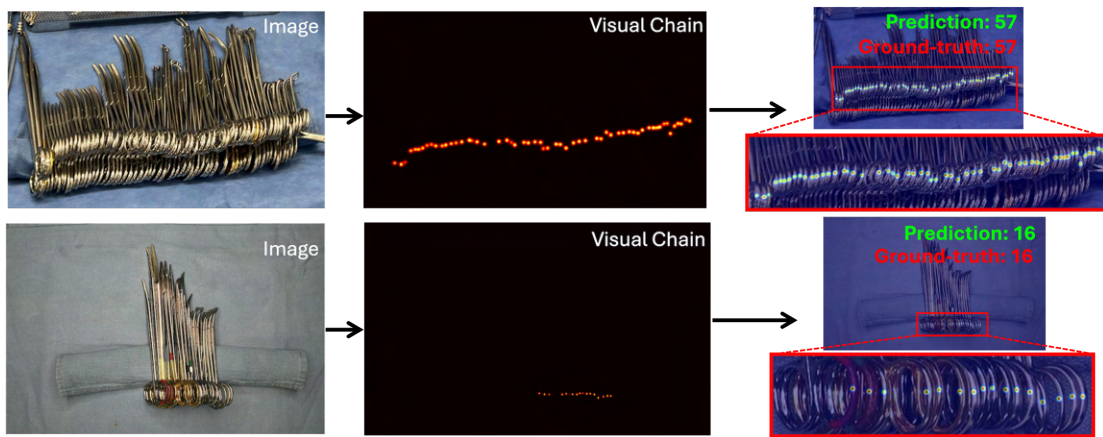 Image
Visual Chain
Prediction: 57
Ground-truth: 57
Image
Visual Chain
Prediction: 16
Ground-truth: 16